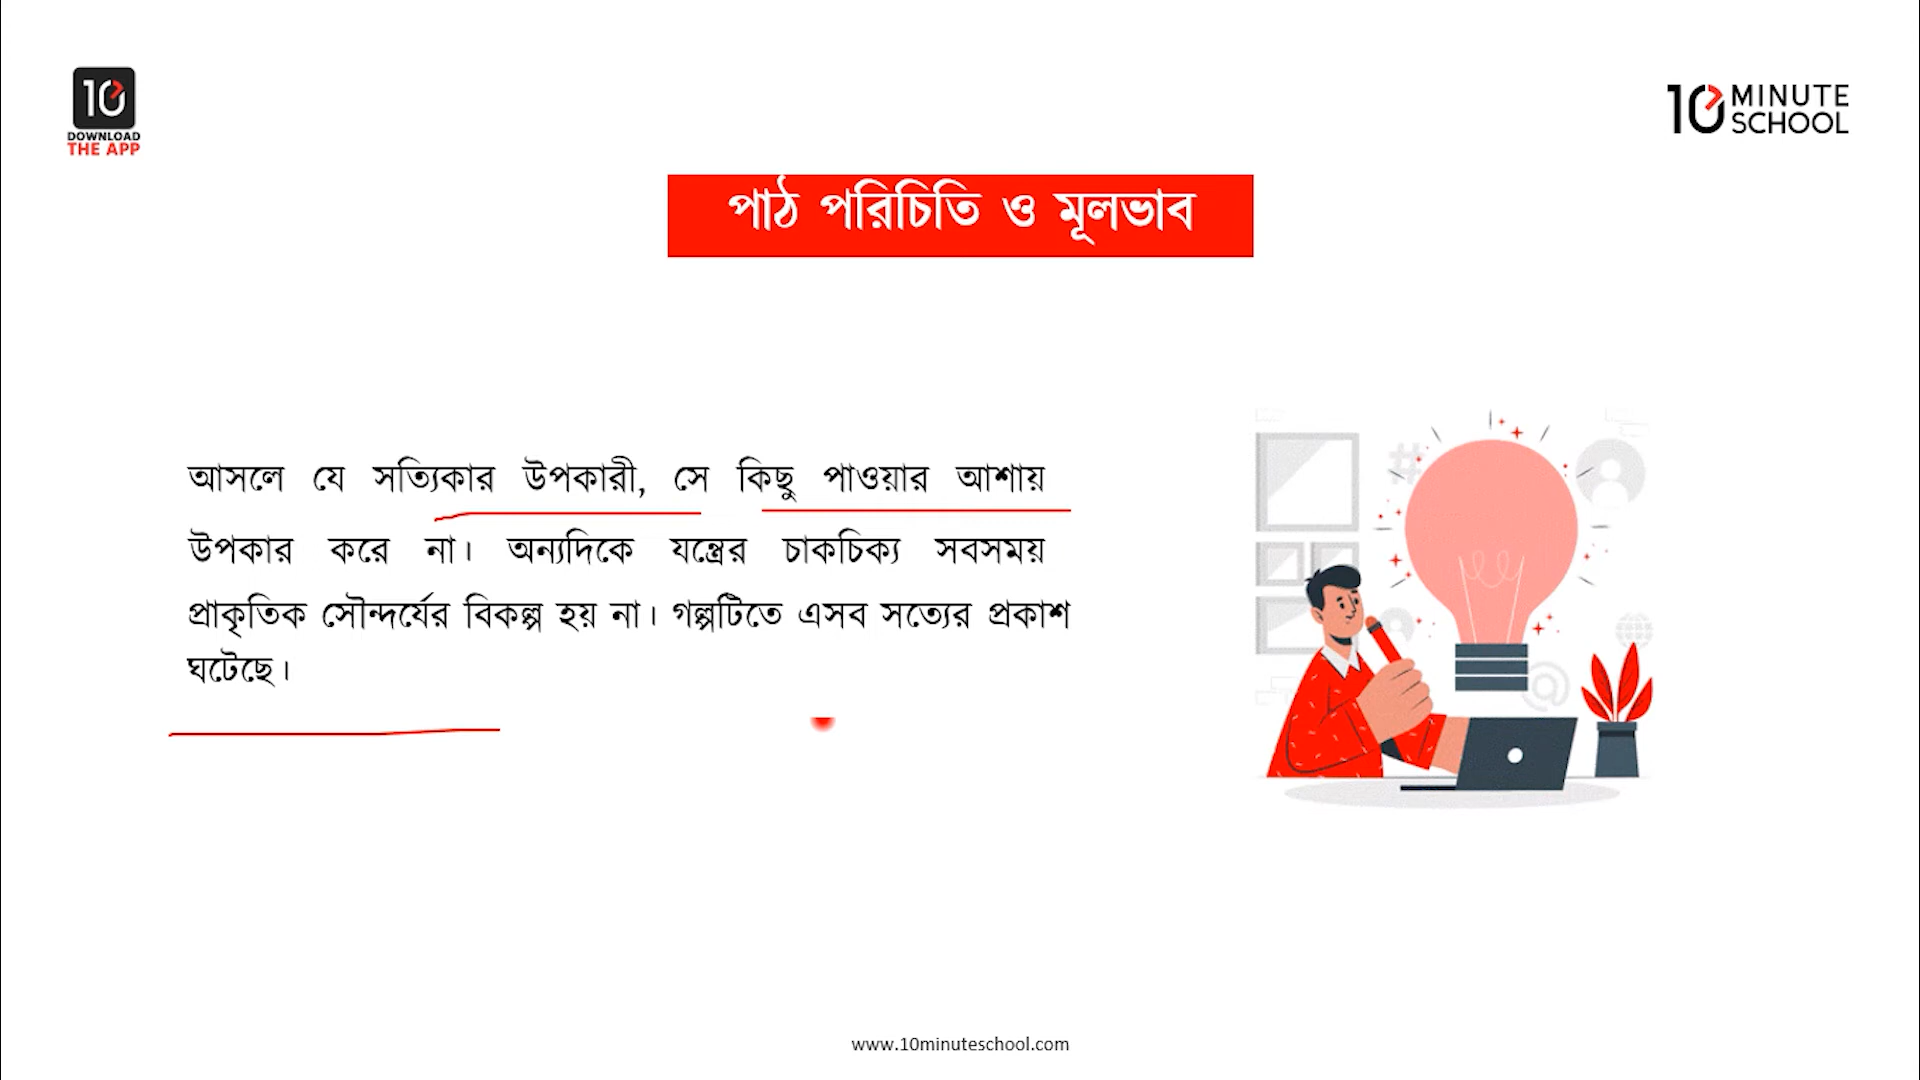 10
DOWNLOAD
THE APP
10 MINUTE
SCHOOL
পাঠ পরিচিতি ও মূলভাব
আসলে যে সত্যিকার উপকারী, সে কিছু পাওয়ার আশায়
উপকার করে না। অন্যদিকে যন্ত্রের চাকচিক্য সবসময়
প্রাকৃতিক সৌন্দর্যের বিকল্প হয় না। গল্পটিতে এসব সত্যের প্রকাশ
ঘটেছে।
www.10minuteschool.com